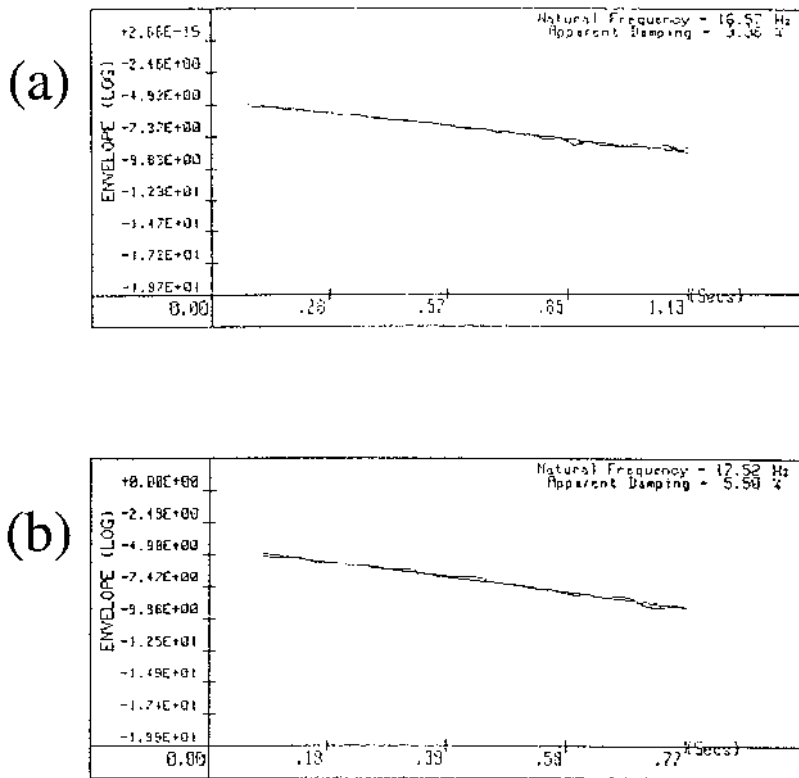 (a)
Natural Frequency - 16.57 Hz
Apparent Damping - 3.36 %
ENVELOPE (LOG)
+2.66E-15
-2.46E+00
-4.92E+00
-7.37E+00
-9.83E+00
-1.23E+01
-1.47E+01
-1.72E+01
-1.97E+01
0.00 .28 .57 .85 1.13 (Secs)
(b)
Natural Frequency - 17.52 Hz
Apparent Damping - 5.50 %
ENVELOPE (LOG)
+0.00E+00
-2.49E+00
-4.98E+00
-7.47E+00
-9.96E+00
-1.25E+01
-1.49E+01
-1.74E+01
-1.99E+01
0.00 .19 .39 .58 .77 (Secs)